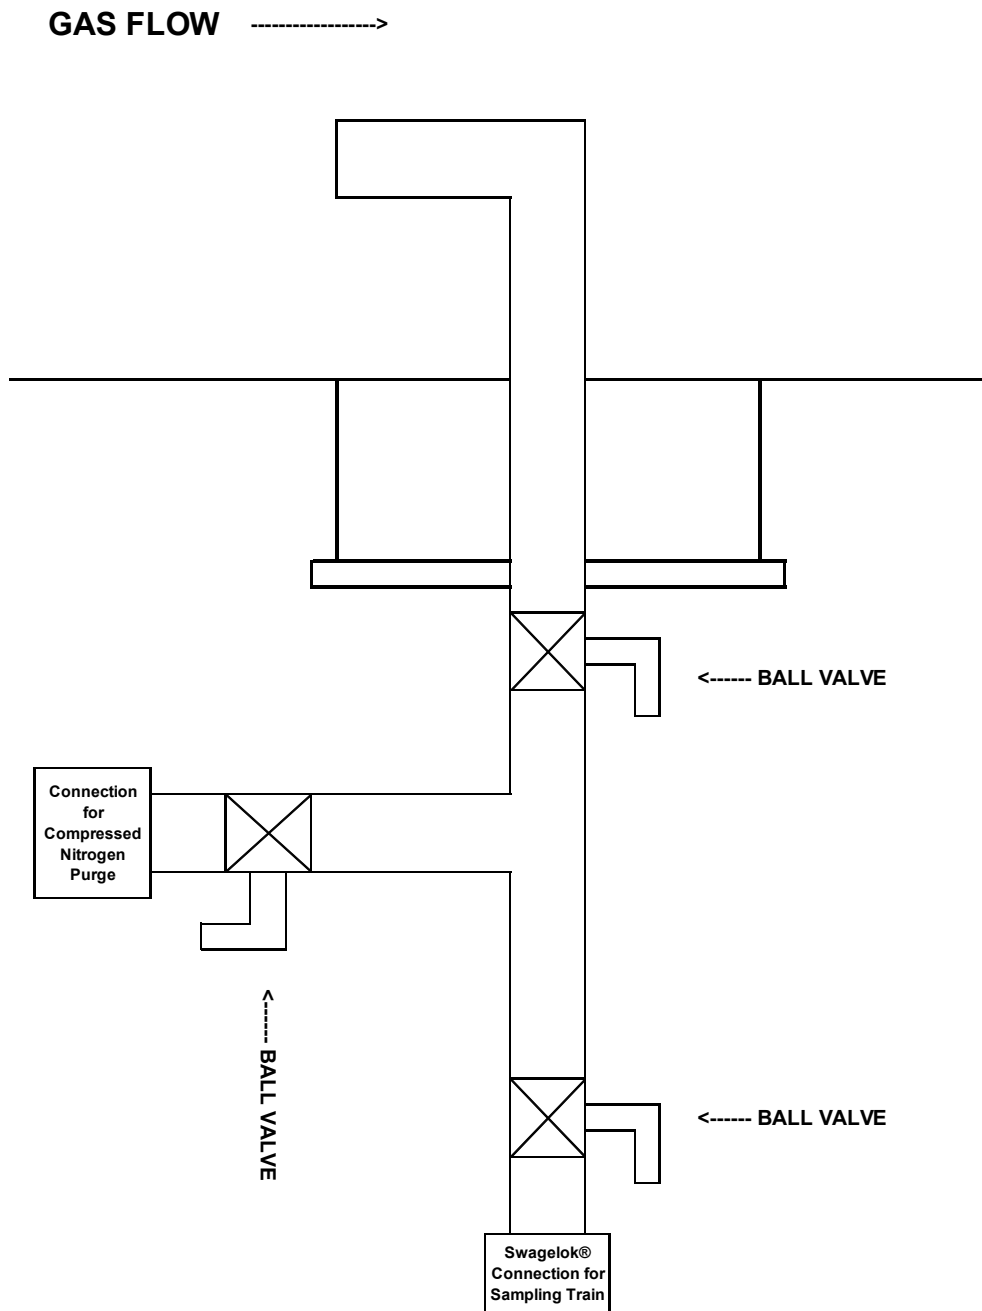 GAS FLOW ------------------>
<------ BALL VALVE
Connection
for
Compressed
Nitrogen
Purge
<------ BALL VALVE
<------ BALL VALVE
Swagelok®
Connection for
Sampling Train